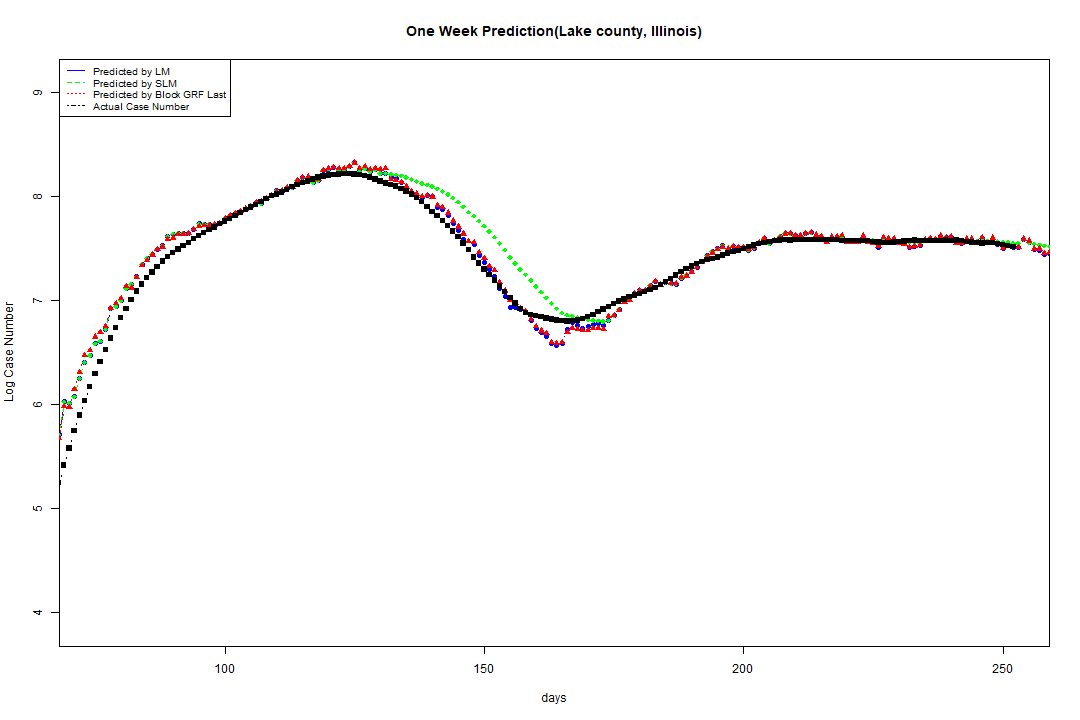 One Week Prediction(Lake county, Illinois)
Predicted by LM
Predicted by SLM
Predicted by Block GRF Last
Actual Case Number
9
8
7
6
5
4
Log Case Number
100 150 200 250
days